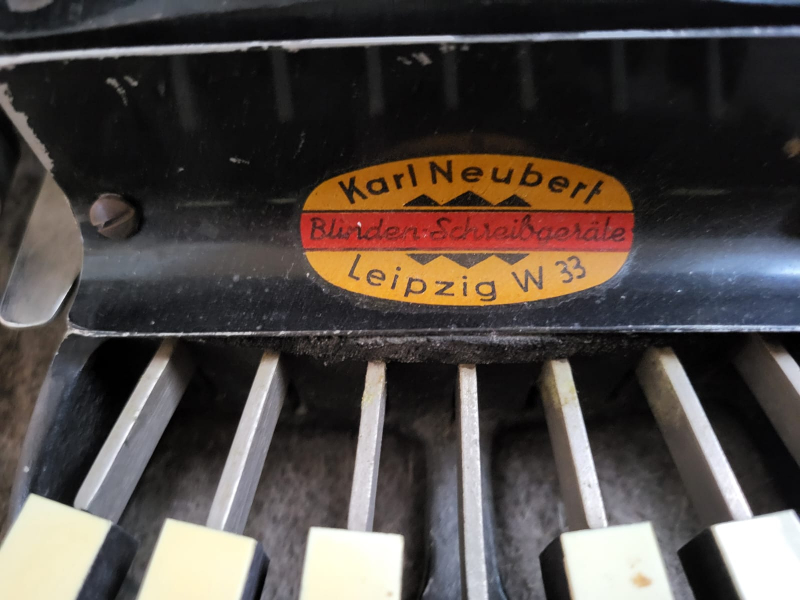 Karl Neubert
Blinden-Schreibgeräte
Leipzig W 33